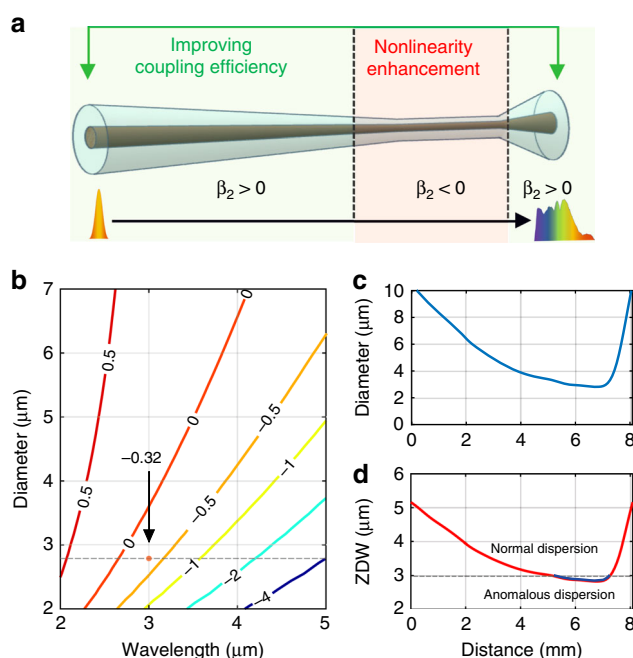 a
Improving
coupling efficiency
Nonlinearity
enhancement
β₂ > 0
β₂ < 0
β₂ > 0
b
7
6
5
4
3
2
Diameter (μm)
2
3
4
5
Wavelength (μm)
0.5
0.5
0
0
−0.32
−0.5
−0.5
−1
−1
−2
−4
c
10
8
6
4
2
0
Diameter (μm)
0
2
4
6
8
d
6
5
4
3
2
ZDW (μm)
Normal dispersion
Anomalous dispersion
0
2
4
6
8
Distance (mm)